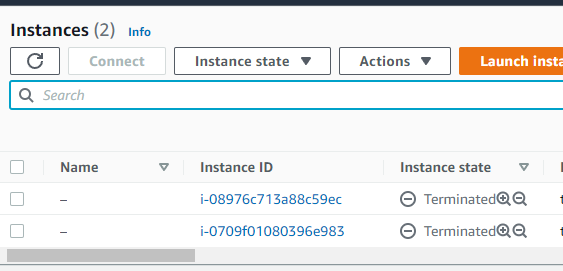 Instances (2) Info
Connect Instance state Actions Launch insta
Search
Name Instance ID Instance state
– i-08976c713a88c59ec Terminated
– i-0709f01080396e983 Terminated